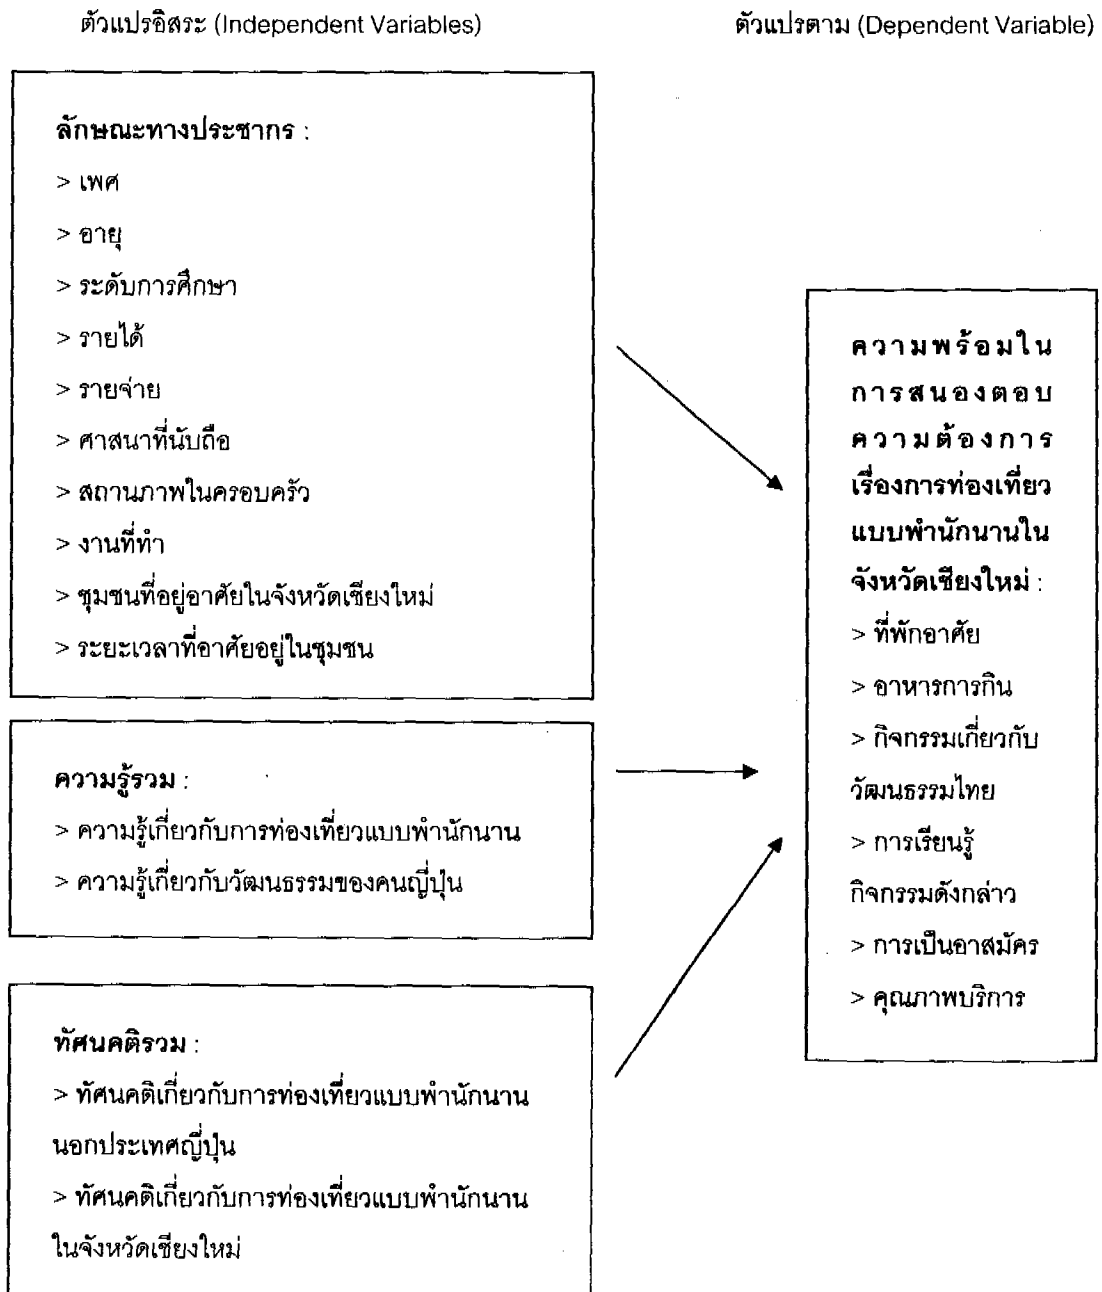 ตัวแปรอิสระ (Independent Variables)
ตัวแปรตาม (Dependent Variable)
ลักษณะทางประชากร :
> เพศ
> อายุ
> ระดับการศึกษา
> รายได้
> รายจ่าย
> ศาสนาที่นับถือ
> สถานภาพในครอบครัว
> งานที่ทำ
> ชุมชนที่อยู่อาศัยในจังหวัดเชียงใหม่
> ระยะเวลาที่อาศัยอยู่ในชุมชน
ความรู้รวม :
> ความรู้เกี่ยวกับการท่องเที่ยวแบบพำนักนาน
> ความรู้เกี่ยวกับวัฒนธรรมของคนญี่ปุ่น
ทัศนคติรวม :
> ทัศนคติเกี่ยวกับการท่องเที่ยวแบบพำนักนาน
นอกประเทศญี่ปุ่น
> ทัศนคติเกี่ยวกับการท่องเที่ยวแบบพำนักนาน
ในจังหวัดเชียงใหม่
ความพร้อมใน
การสนองตอบ
ความต้องการ
เรื่องการท่องเที่ยว
แบบพำนักนานใน
จังหวัดเชียงใหม่ :
> ที่พักอาศัย
> อาหารการกิน
> กิจกรรมเกี่ยวกับ
วัฒนธรรมไทย
> การเรียนรู้
กิจกรรมดังกล่าว
> การเป็นอาสมัคร
> คุณภาพบริการ